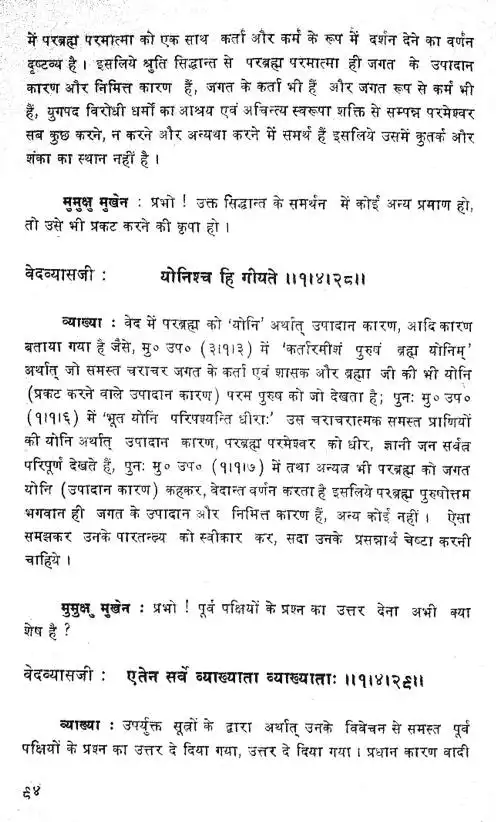 में परब्रह्म परमात्मा को एक साथ कर्ता और कर्म के रूप में दर्शन देने का वर्णन
दृष्टव्य है । इसलिये श्रुति सिद्धान्त से परब्रह्म परमात्मा ही जगत के उपादान
कारण और निमित्त कारण हैं, जगत के कर्ता भी हैं और जगत रूप से कर्म भी
हैं, युगपद विरोधी धर्मों का आश्रय एवं अचिन्त्य स्वरूपा शक्ति से सम्पन्न परमेश्वर
सब कुछ करने, न करने और अन्यथा करने में समर्थ हैं इसलिये उसमें कुतर्क और
शंका का स्थान नहीं है ।
मुमुक्षु मुखेन : प्रभो ! उक्त सिद्धान्त के समर्थन में कोई अन्य प्रमाण हो,
तो उसे भी प्रकट करने की कृपा हो ।
वेदव्यासजी : योनिश्च हि गीयते ।।१।४।२८।।
व्याख्या : वेद में परब्रह्म को 'योनि' अर्थात् उपादान कारण, आदि कारण
बताया गया है जैसे, मु० उप० (३।१।३) में 'कर्तारमीशं पुरुषं ब्रह्म योनिम्'
अर्थात् जो समस्त चराचर जगत के कर्ता एवं शासक और ब्रह्मा जी की भी योनि
(प्रकट करने वाले उपादान कारण) परम पुरुष को जो देखता है; पुनः मु० उप०
(१।१।६) में 'भूत योनि परिपश्यन्ति धीराः' उस चराचरात्मक समस्त प्राणियों
की योनि अर्थात् उपादान कारण, परब्रह्म परमेश्वर को धीर, ज्ञानी जन सर्वत्र
परिपूर्ण देखते हैं, पुनः मु० उप० (१।१।७) में तथा अन्यत्र भी परब्रह्म को जगत
योनि (उपादान कारण) कहकर, वेदान्त वर्णन करता है इसलिये परब्रह्म पुरुषोत्तम
भगवान ही जगत के उपादान और निमित्त कारण हैं, अन्य कोई नहीं । ऐसा
समझकर उनके पारतन्त्र्य को स्वीकार कर, सदा उनके प्रसन्नार्थ चेष्टा करनी
चाहिये ।
मुमुक्षु मुखेन : प्रभो ! पूर्व पक्षियों के प्रश्न का उत्तर देना अभी क्या
शेष है ?
वेदव्यासजी : एतेन सर्वे व्याख्याता व्याख्याताः ।।१।४।२९।।
व्याख्या : उपर्युक्त सूत्रों के द्वारा अर्थात् उनके विवेचन से समस्त पूर्व
पक्षियों के प्रश्न का उत्तर दे दिया गया, उत्तर दे दिया गया । प्रधान कारण वादी
९४